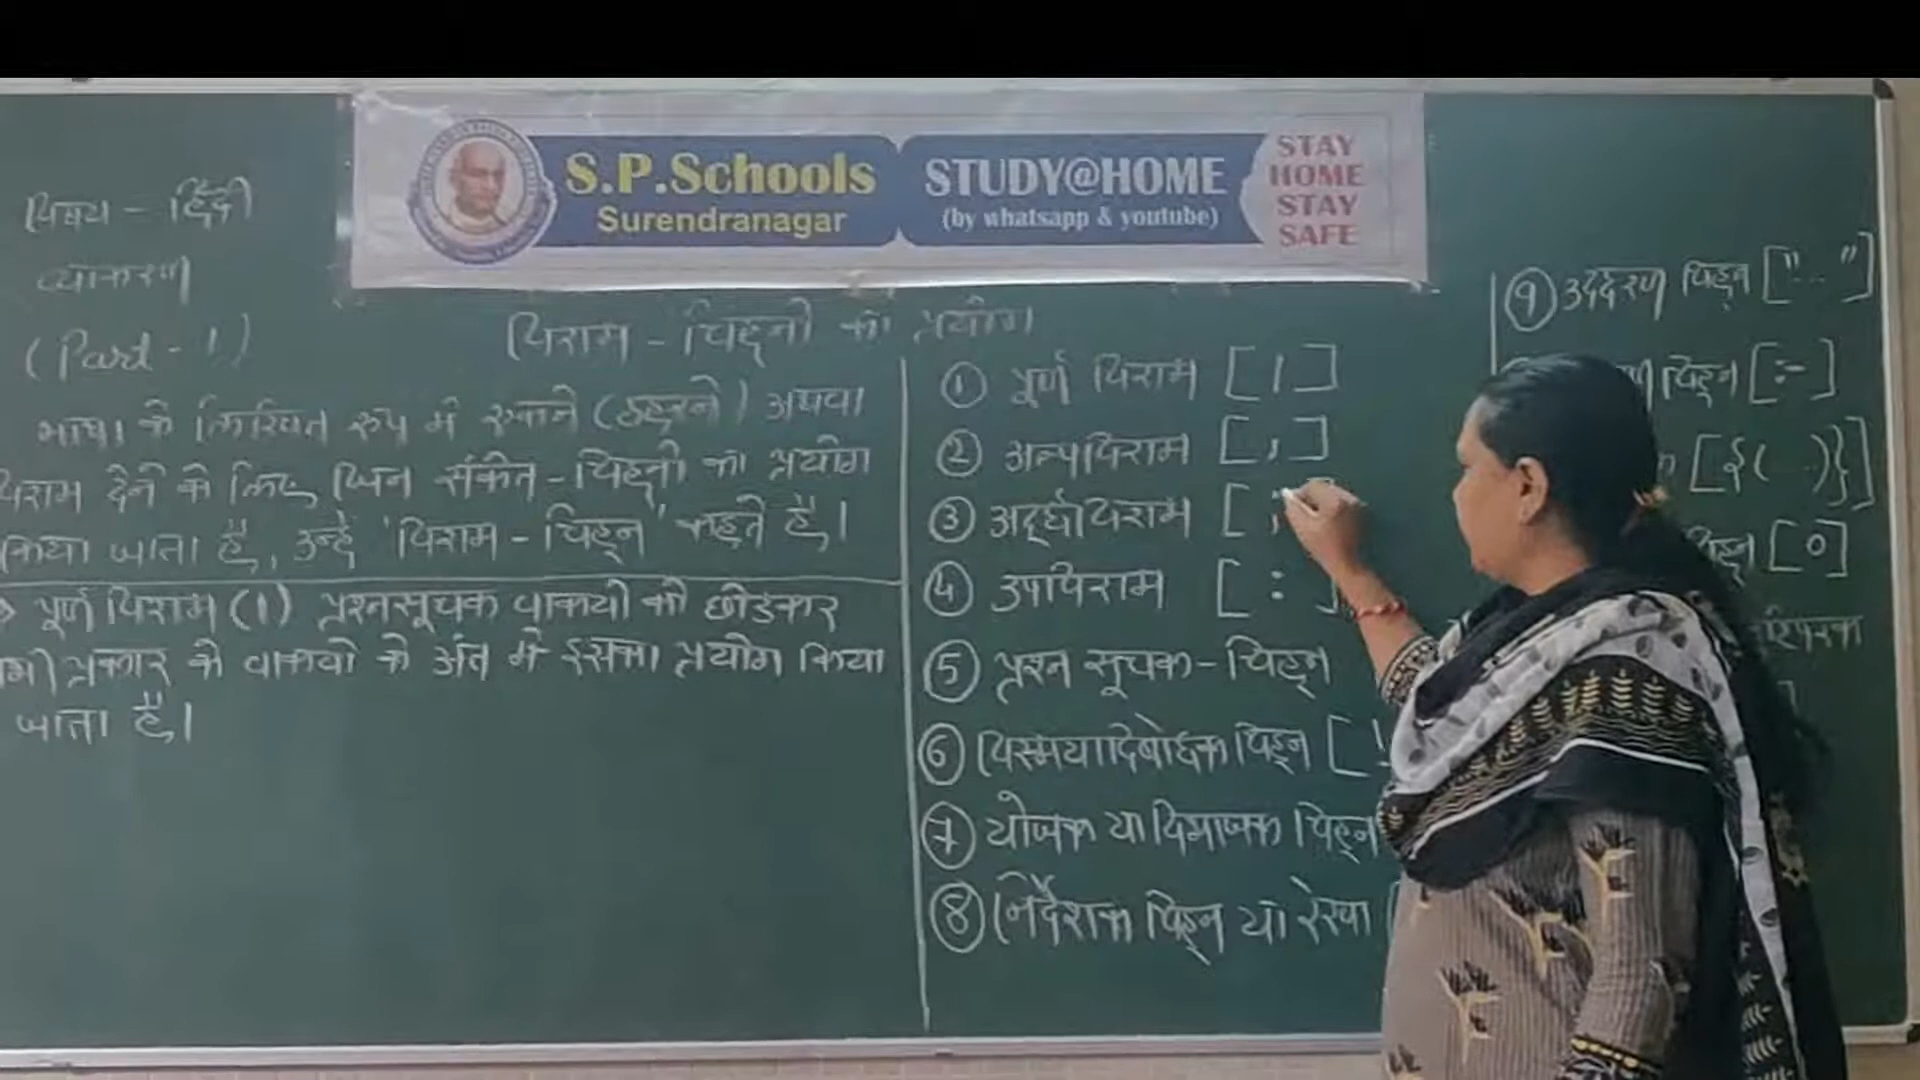 S.P.Schools
Surendranagar
STUDY@HOME
(by whatsapp & youtube)
STAY
HOME
STAY
SAFE
विषय - हिंदी
व्याकरण
(Part - 1)
विराम - चिह्नों का प्रयोग
भाषा के लिखित रूप में रुकने (ठहरने) अथवा
विराम देने के लिए जिन संकेत - चिह्नों का प्रयोग
किया जाता है, उन्हें 'विराम - चिह्न' कहते हैं।
पूर्ण विराम (।) प्रश्नसूचक वाक्यों को छोडकर
सभी प्रकार के वाक्यों के अंत में इसका प्रयोग किया
जाता है।
① पूर्ण विराम [ । ]
② अल्पविराम [ , ]
③ अर्द्धविराम [ ;
④ उपविराम [ : ]
⑤ प्रश्न सूचक - चिह्न
⑥ विस्मयादिबोधक चिह्न [ !
⑦ योजक या विभाजक चिह्न
⑧ निर्देशक चिह्न या रेखा [
⑨ उद्दरण चिह्न [" ... "]
चिह्न [:-]
[{( .. )}]
चिह्न [०]